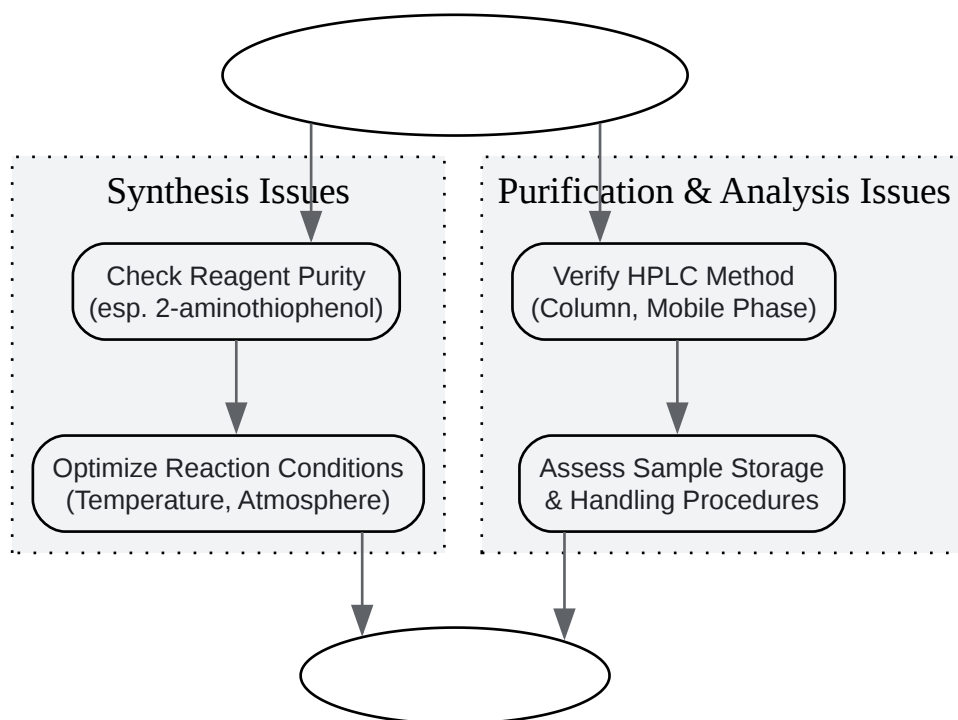 Synthesis Issues
Check Reagent Purity
(esp. 2-aminothiophenol)
Optimize Reaction Conditions
(Temperature, Atmosphere)
Purification & Analysis Issues
Verify HPLC Method
(Column, Mobile Phase)
Assess Sample Storage
& Handling Procedures